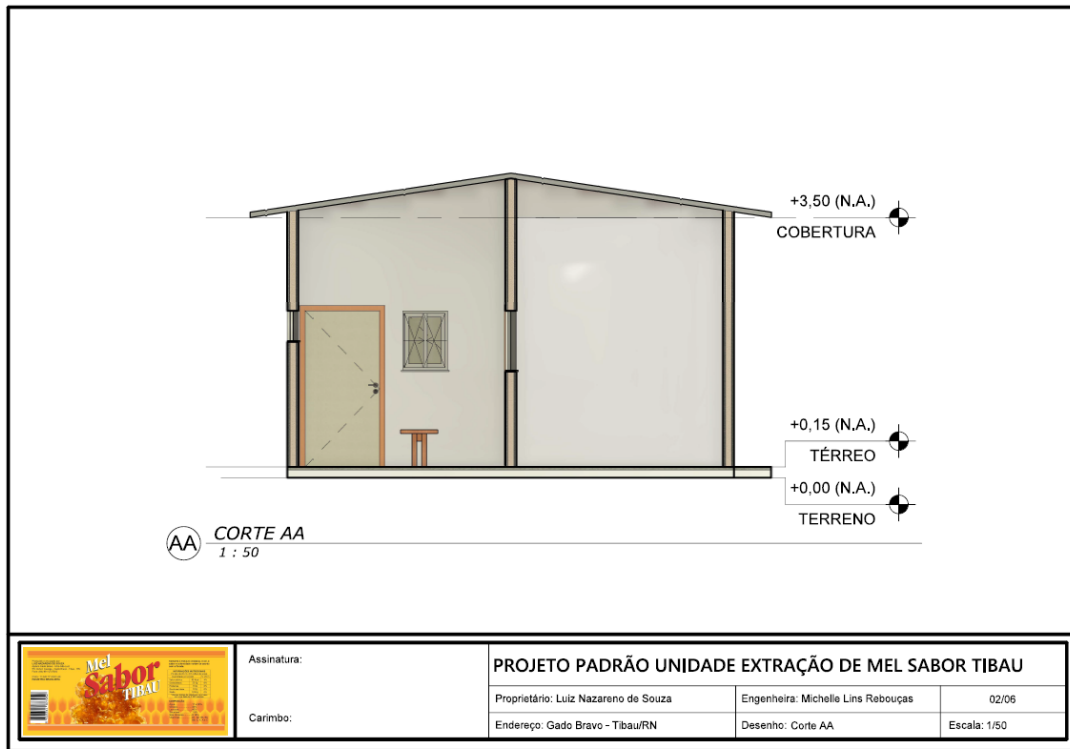 +3,50 (N.A.)
COBERTURA
+0,15 (N.A.)
TÉRREO
+0,00 (N.A.)
TERRENO
AA
CORTE AA
1 : 50
Mel
Sabor
TIBAU
Assinatura:
Carimbo:
PROJETO PADRÃO UNIDADE EXTRAÇÃO DE MEL SABOR TIBAU
Proprietário: Luiz Nazareno de Souza
Engenheira: Michelle Lins Rebouças
02/06
Endereço: Gado Bravo - Tibau/RN
Desenho: Corte AA
Escala: 1/50